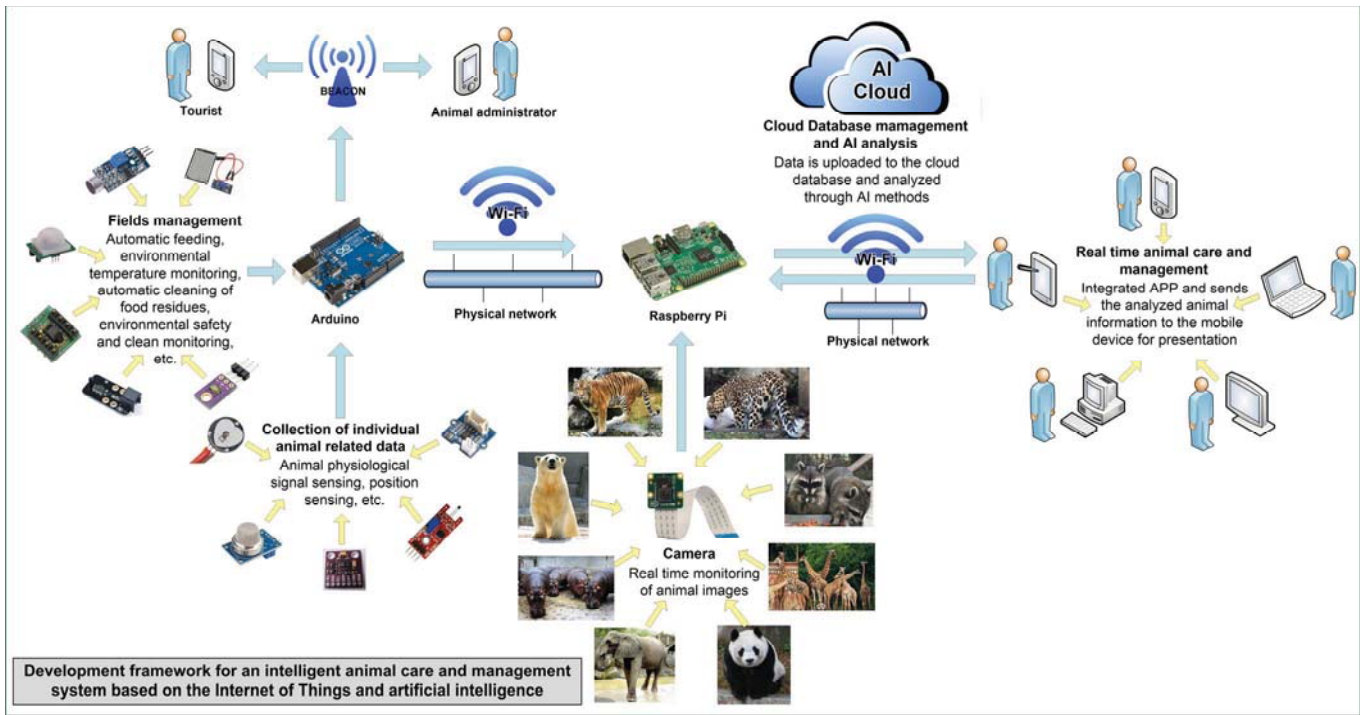 Tourist
BEACON
Animal administrator
AI
Cloud
Cloud Database mamagement
and AI analysis
Data is uploaded to the cloud
database and analyzed
through AI methods
Fields management
Automatic feeding,
environmental
temperature monitoring,
automatic cleaning of
food residues,
environmental safety
and clean monitoring,
etc.
Arduino
Wi-Fi
Physical network
Raspberry Pi
Wi-Fi
Physical network
Real time animal care and
management
Integrated APP and sends
the analyzed animal
information to the mobile
device for presentation
Collection of individual
animal related data
Animal physiological
signal sensing, position
sensing, etc.
Camera
Real time monitoring
of animal images
Development framework for an intelligent animal care and management
system based on the Internet of Things and artificial intelligence